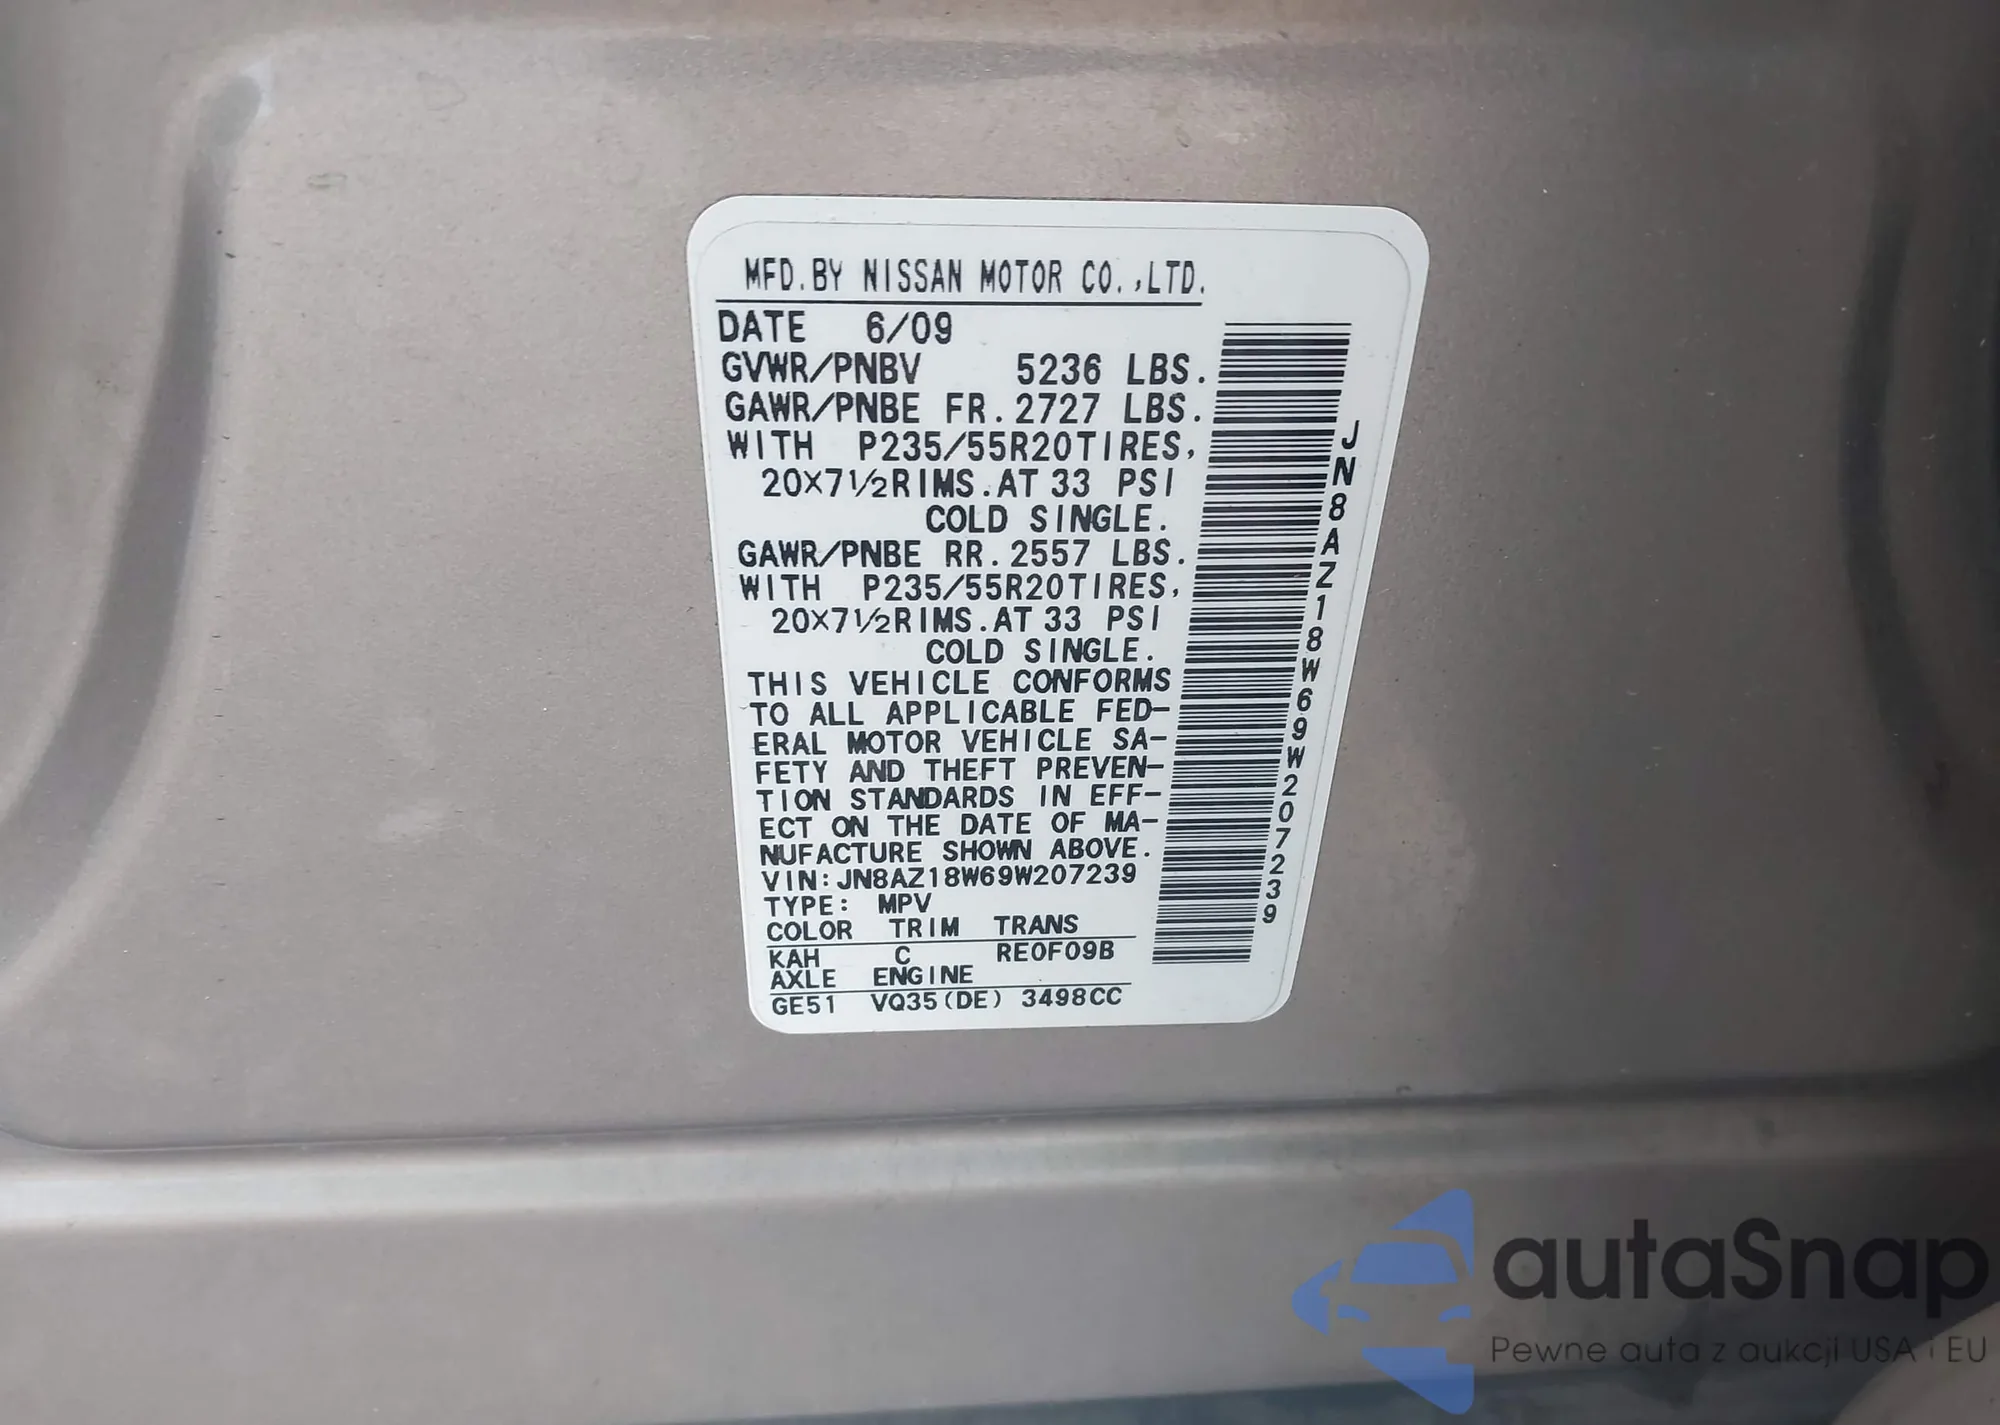 MFD.BY NISSAN MOTOR CO.,LTD.
DATE 6/09
GVWR/PNBV 5236 LBS.
GAWR/PNBE FR.2727 LBS.
WITH P235/55R20TIRES,
20×7½RIMS.AT 33 PSI
COLD SINGLE.
GAWR/PNBE RR.2557 LBS.
WITH P235/55R20TIRES,
20×7½RIMS.AT 33 PSI
COLD SINGLE.
THIS VEHICLE CONFORMS
TO ALL APPLICABLE FED-
ERAL MOTOR VEHICLE SA-
FETY AND THEFT PREVEN-
TION STANDARDS IN EFF-
ECT ON THE DATE OF MA-
NUFACTURE SHOWN ABOVE.
VIN:JN8AZ18W69W207239
TYPE: MPV
COLOR TRIM TRANS
KAH C RE0F09B
AXLE ENGINE
GE51 VQ35(DE) 3498CC
JN8AZ18W69W207239
autaSnap
Pewne auta z aukcji USA i EU